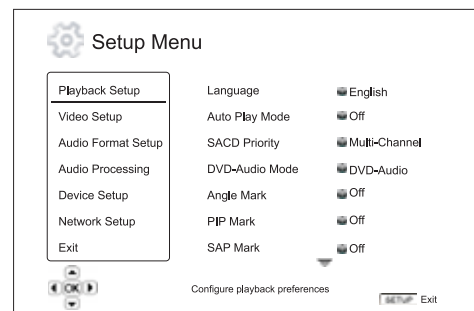 Setup Menu
Playback Setup Language English
Video Setup Auto Play Mode Off
Audio Format Setup SACD Priority Multi-Channel
Audio Processing DVD-Audio Mode DVD-Audio
Device Setup Angle Mark Off
Network Setup PIP Mark Off
Exit SAP Mark Off
OK Configure playback preferences SETUP Exit